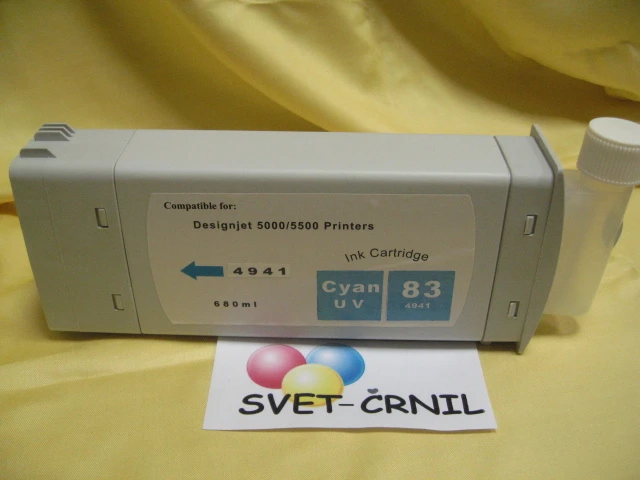 Compatible for:
Designjet 5000/5500 Printers
Ink Cartridge
4941
Cyan
UV
83
4941
680ml
SVET-ČRNIL